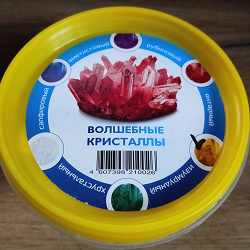 аметистовый
рубиновый
сапфировый
янтарный
ВОЛШЕБНЫЕ
КРИСТАЛЛЫ
4 607398 210026
хрустальный
изумрудный